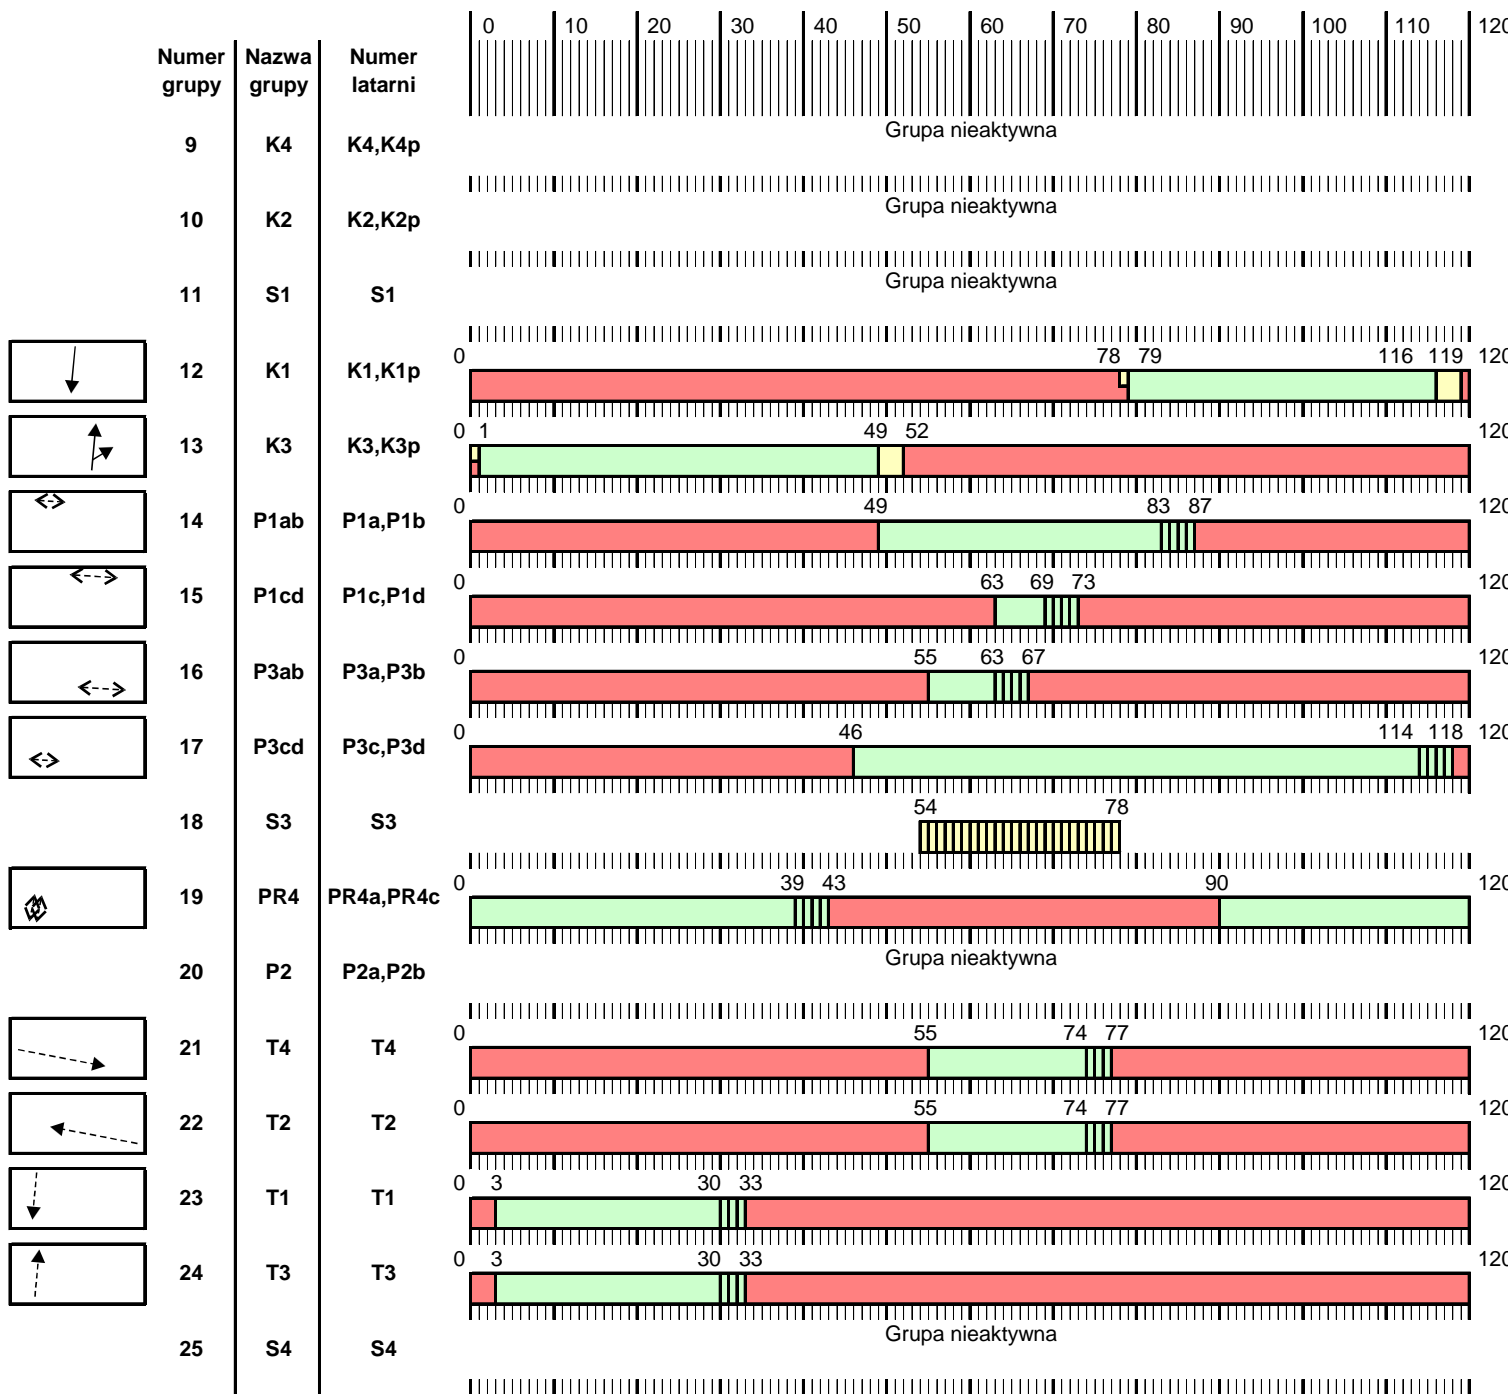 0 10 20 30 40 50 60 70 80 90 100 110 120
Numer grupy Nazwa grupy Numer latarni
Grupa nieaktywna
9 K4 K4,K4p
Grupa nieaktywna
10 K2 K2,K2p
Grupa nieaktywna
11 S1 S1
0 78 79 116 119 120
12 K1 K1,K1p
0 1 49 52 120
13 K3 K3,K3p
0 49 83 87 120
14 P1ab P1a,P1b
0 63 69 73 120
15 P1cd P1c,P1d
0 55 63 67 120
16 P3ab P3a,P3b
0 46 114 118 120
17 P3cd P3c,P3d
54 78
18 S3 S3
0 39 43 90 120
19 PR4 PR4a,PR4c
Grupa nieaktywna
20 P2 P2a,P2b
0 55 74 77 120
21 T4 T4
0 55 74 77 120
22 T2 T2
0 3 30 33 120
23 T1 T1
0 3 30 33 120
24 T3 T3
Grupa nieaktywna
25 S4 S4